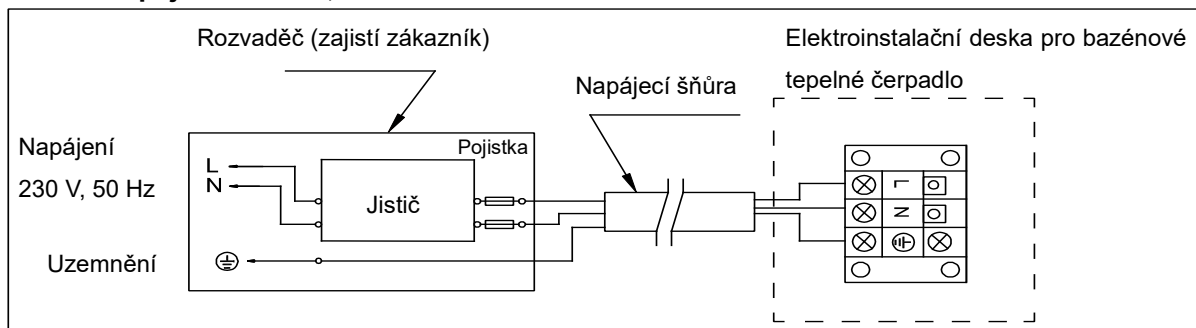 Rozvaděč (zajistí zákazník)
Elektroinstalační deska pro bazénové
tepelné čerpadlo
Napájecí šňůra
Napájení
230 V, 50 Hz
Uzemnění
L
N
Jistič
Pojistka
L
N